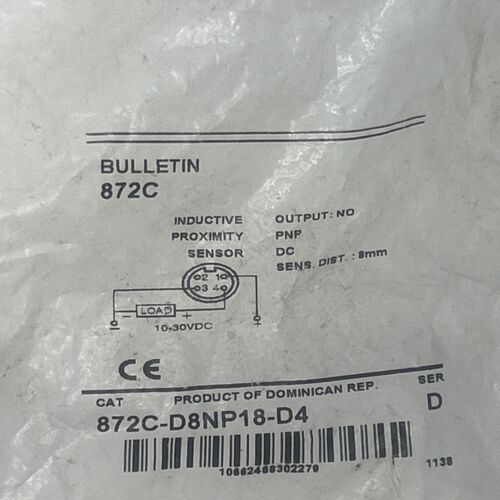 BULLETIN
872C
INDUCTIVE OUTPUT: NO
PROXIMITY PNP
SENSOR DC
SENS. DIST. : 8mm
2 1
3 4
- LOAD +
10-30VDC
CE
CAT PRODUCT OF DOMINICAN REP. SER
872C-D8NP18-D4 D
10662468302270 1138